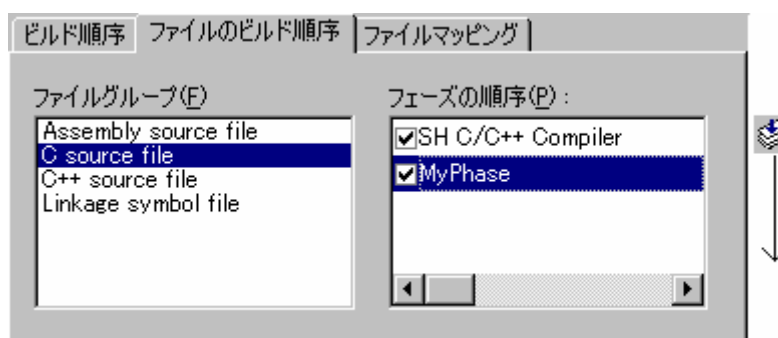 ビルド順序 ファイルのビルド順序 ファイルマッピング
ファイルグループ(F)
Assembly source file
C source file
C++ source file
Linkage symbol file
フェーズの順序(P) :
SH C/C++ Compiler
MyPhase